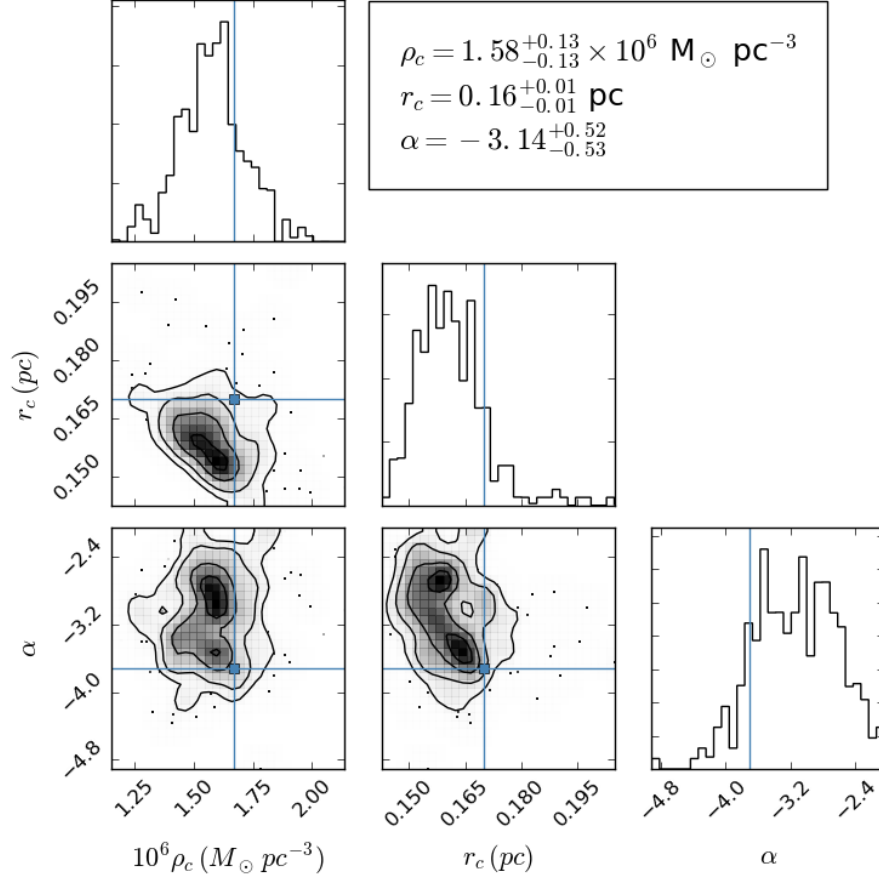 ρ_c = 1.58^{+0.13}_{-0.13} × 10^6 M_⊙ pc^{-3}
r_c = 0.16^{+0.01}_{-0.01} pc
α = −3.14^{+0.52}_{-0.53}
0.195
0.180
0.165
0.150
r_c (pc)
−2.4
−3.2
−4.0
−4.8
α
1.25 1.50 1.75 2.00
0.150 0.165 0.180 0.195
−4.8 −4.0 −3.2 −2.4
10^6 ρ_c (M_⊙ pc^{-3})
r_c (pc)
α